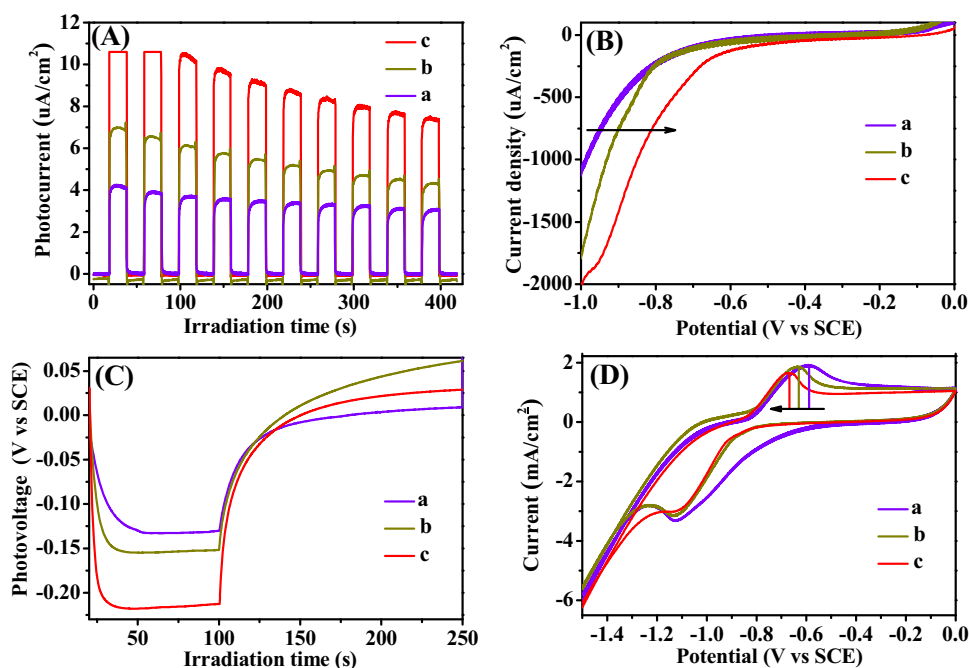 (A)
c
b
a
Photocurrent (uA/cm²)
12
10
8
6
4
2
0
0 100 200 300 400
Irradiation time (s)
(B)
a
b
c
Current density (uA/cm²)
0
-500
-1000
-1500
-2000
-1.0 -0.8 -0.6 -0.4 -0.2 0.0
Potential (V vs SCE)
(C)
a
b
c
Photovoltage (V vs SCE)
0.05
0.00
-0.05
-0.10
-0.15
-0.20
50 100 150 200 250
Irradiation time (s)
(D)
a
b
c
Current (mA/cm²)
2
0
-2
-4
-6
-1.4 -1.2 -1.0 -0.8 -0.6 -0.4 -0.2 0.0
Potential (V vs SCE)